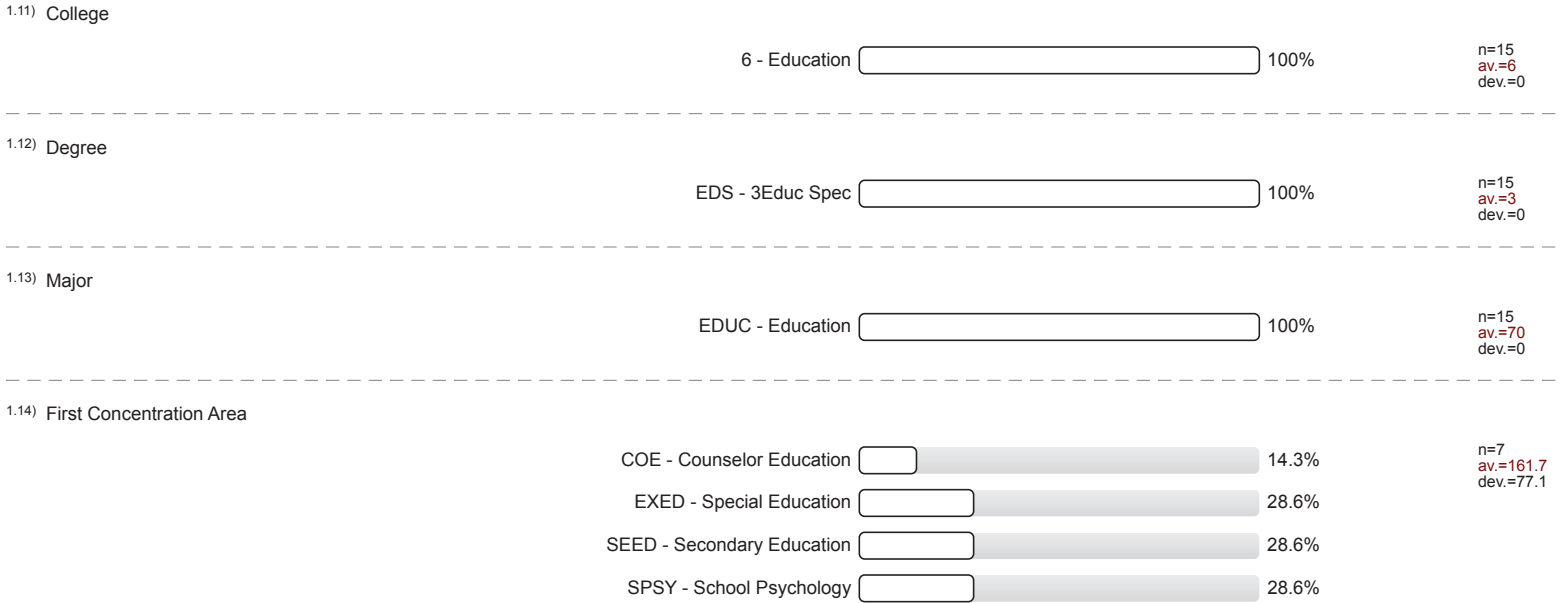 1.11) College
6 - Education 100% n=15
av.=6
dev.=0
1.12) Degree
EDS - 3Educ Spec 100% n=15
av.=3
dev.=0
1.13) Major
EDUC - Education 100% n=15
av.=70
dev.=0
1.14) First Concentration Area
COE - Counselor Education 14.3% n=7
av.=161.7
dev.=77.1
EXED - Special Education 28.6%
SEED - Secondary Education 28.6%
SPSY - School Psychology 28.6%